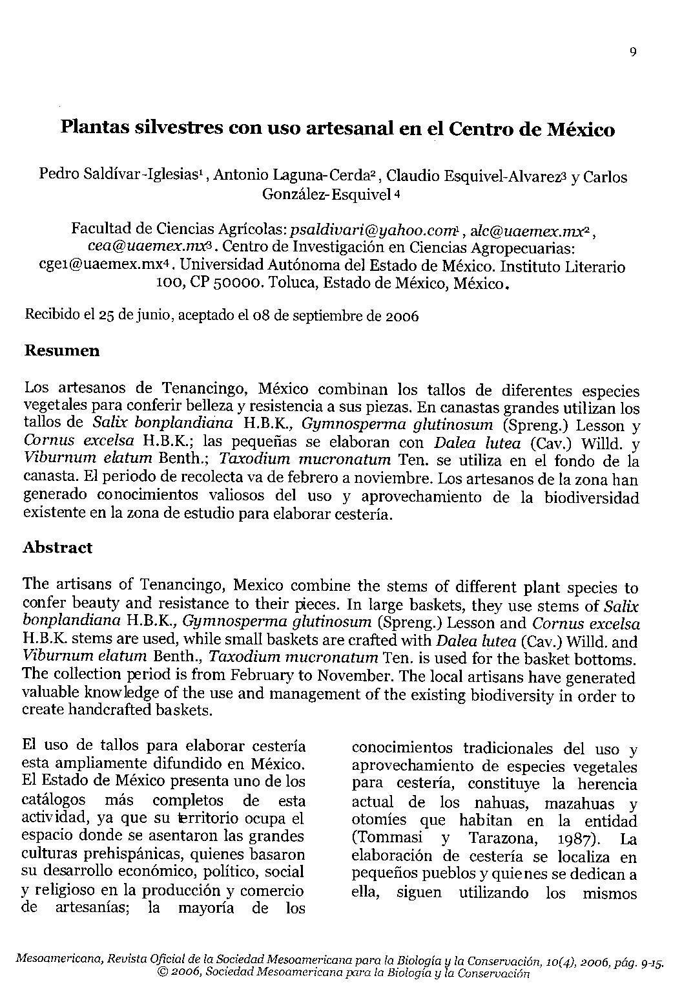 9
Plantas silvestres con uso artesanal en el Centro de México
Pedro Saldívar-Iglesias¹, Antonio Laguna-Cerda², Claudio Esquivel-Alvarez³ y Carlos
González-Esquivel ⁴
Facultad de Ciencias Agrícolas: psaldivari@yahoo.com¹, alc@uaemex.mx²,
cea@uaemex.mx³. Centro de Investigación en Ciencias Agropecuarias:
cge1@uaemex.mx⁴. Universidad Autónoma del Estado de México. Instituto Literario
100, CP 50000. Toluca, Estado de México, México.
Recibido el 25 de junio, aceptado el 08 de septiembre de 2006
Resumen
Los artesanos de Tenancingo, México combinan los tallos de diferentes especies
vegetales para conferir belleza y resistencia a sus piezas. En canastas grandes utilizan los
tallos de Salix bonplandiana H.B.K., Gymnosperma glutinosum (Spreng.) Lesson y
Cornus excelsa H.B.K.; las pequeñas se elaboran con Dalea lutea (Cav.) Willd. y
Viburnum elatum Benth.; Taxodium mucronatum Ten. se utiliza en el fondo de la
canasta. El periodo de recolecta va de febrero a noviembre. Los artesanos de la zona han
generado conocimientos valiosos del uso y aprovechamiento de la biodiversidad
existente en la zona de estudio para elaborar cestería.
Abstract
The artisans of Tenancingo, Mexico combine the stems of different plant species to
confer beauty and resistance to their pieces. In large baskets, they use stems of Salix
bonplandiana H.B.K., Gymnosperma glutinosum (Spreng.) Lesson and Cornus excelsa
H.B.K. stems are used, while small baskets are crafted with Dalea lutea (Cav.) Willd. and
Viburnum elatum Benth., Taxodium mucronatum Ten. is used for the basket bottoms.
The collection period is from February to November. The local artisans have generated
valuable knowledge of the use and management of the existing biodiversity in order to
create handcrafted baskets.
El uso de tallos para elaborar cestería
esta ampliamente difundido en México.
El Estado de México presenta uno de los
catálogos más completos de esta
actividad, ya que su territorio ocupa el
espacio donde se asentaron las grandes
culturas prehispánicas, quienes basaron
su desarrollo económico, político, social
y religioso en la producción y comercio
de artesanías; la mayoría de los
conocimientos tradicionales del uso y
aprovechamiento de especies vegetales
para cestería, constituye la herencia
actual de los nahuas, mazahuas y
otomíes que habitan en la entidad
(Tommasi y Tarazona, 1987). La
elaboración de cestería se localiza en
pequeños pueblos y quienes se dedican a
ella, siguen utilizando los mismos
Mesoamericana, Revista Oficial de la Sociedad Mesoamericana para la Biología y la Conservación, 10(4), 2006, pág. 9-15.
© 2006, Sociedad Mesoamericana para la Biología y la Conservación